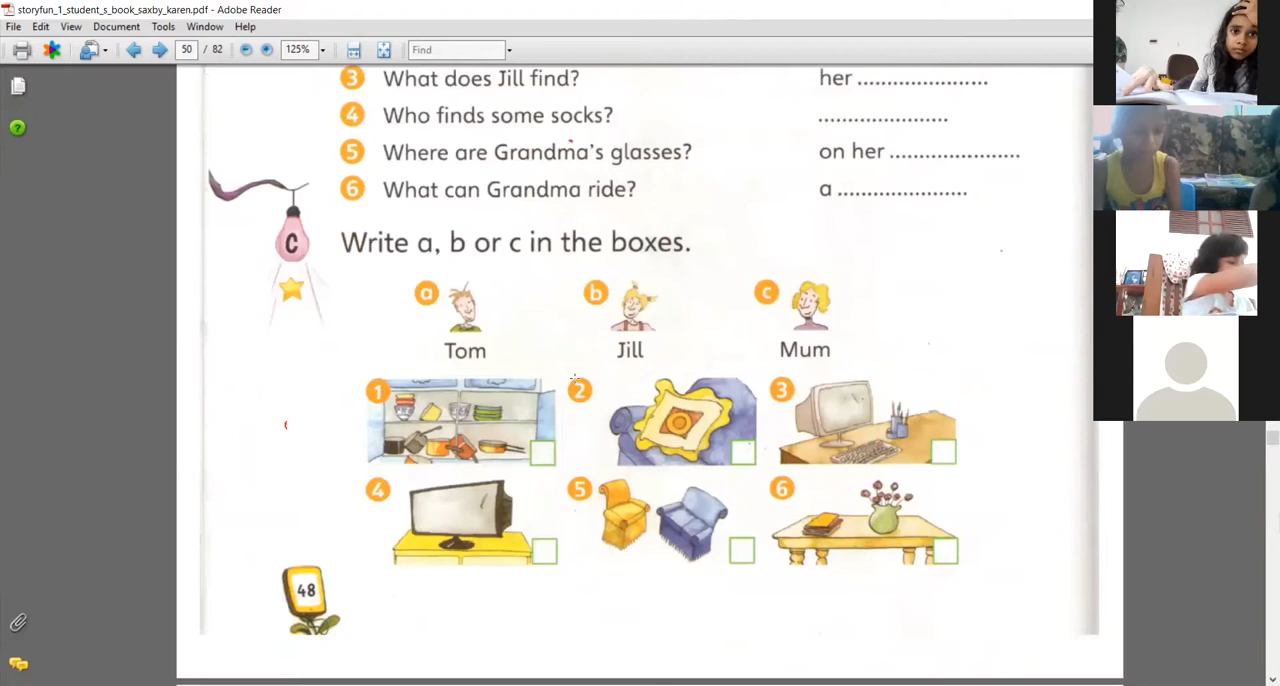 storyfun_1_student_s_book_saxby_karen.pdf - Adobe Reader
File Edit View Document Tools Window Help
50 / 82 125% Find
3 What does Jill find? her ......................
4 Who finds some socks? ......................
5 Where are Grandma's glasses? on her ......................
6 What can Grandma ride? a ......................
C Write a, b or c in the boxes.
a b c
Tom Jill Mum
1 2 3
4 5 6
48